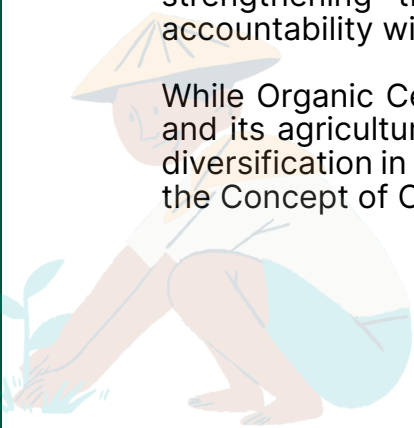 strengthening
accountability
While Organic
and its
diversification in
the Concept of